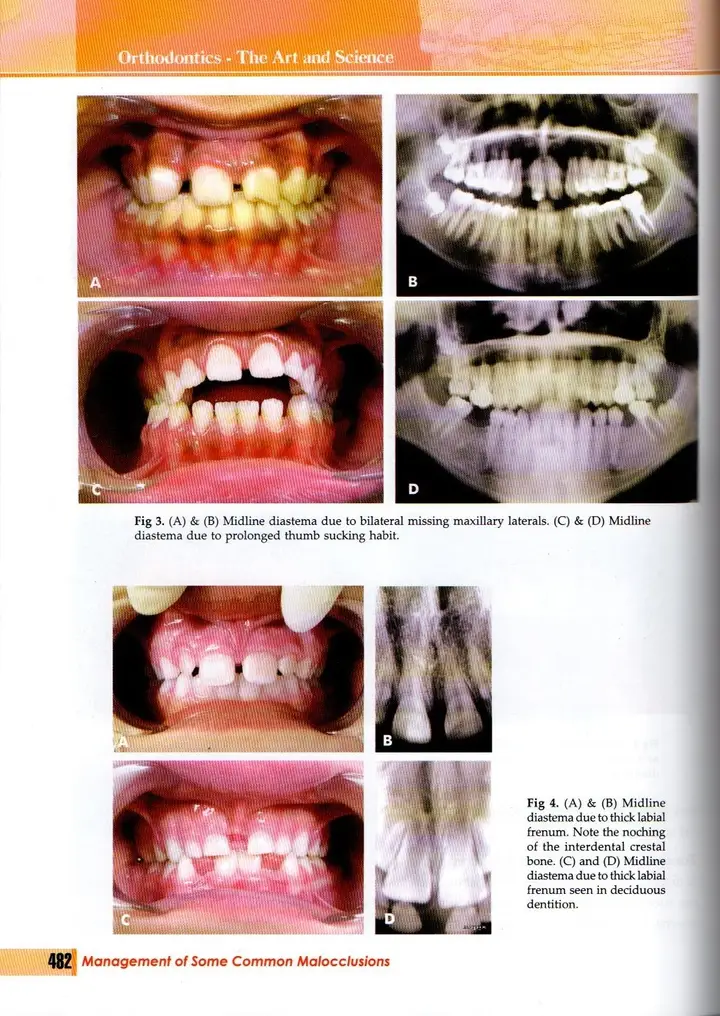 Orthodontics - The Art and Science
A
B
C
D
Fig 3. (A) & (B) Midline diastema due to bilateral missing maxillary laterals. (C) & (D) Midline
diastema due to prolonged thumb sucking habit.
A
B
C
D
Fig 4. (A) & (B) Midline
diastema due to thick labial
frenum. Note the noching
of the interdental crestal
bone. (C) and (D) Midline
diastema due to thick labial
frenum seen in deciduous
dentition.
482 Management of Some Common Malocclusions